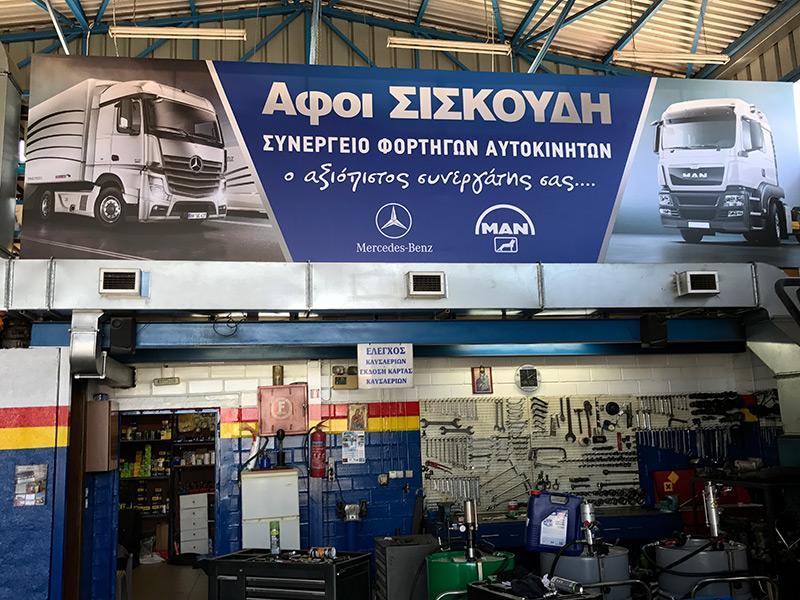 Αφοι ΣΙΣΚΟΥΔΗ
ΣΥΝΕΡΓΕΙΟ ΦΟΡΤΗΓΩΝ ΑΥΤΟΚΙΝΗΤΩΝ
ο αξιόπιστος συνεργάτης σας....
Mercedes-Benz
MAN
MAN
ΕΛΕΓΧΟΣ
ΚΑΥΣΑΕΡΙΩΝ
ΕΚΔΟΣΗ ΚΑΡΤΑΣ
ΚΑΥΣΑΕΡΙΩΝ
F